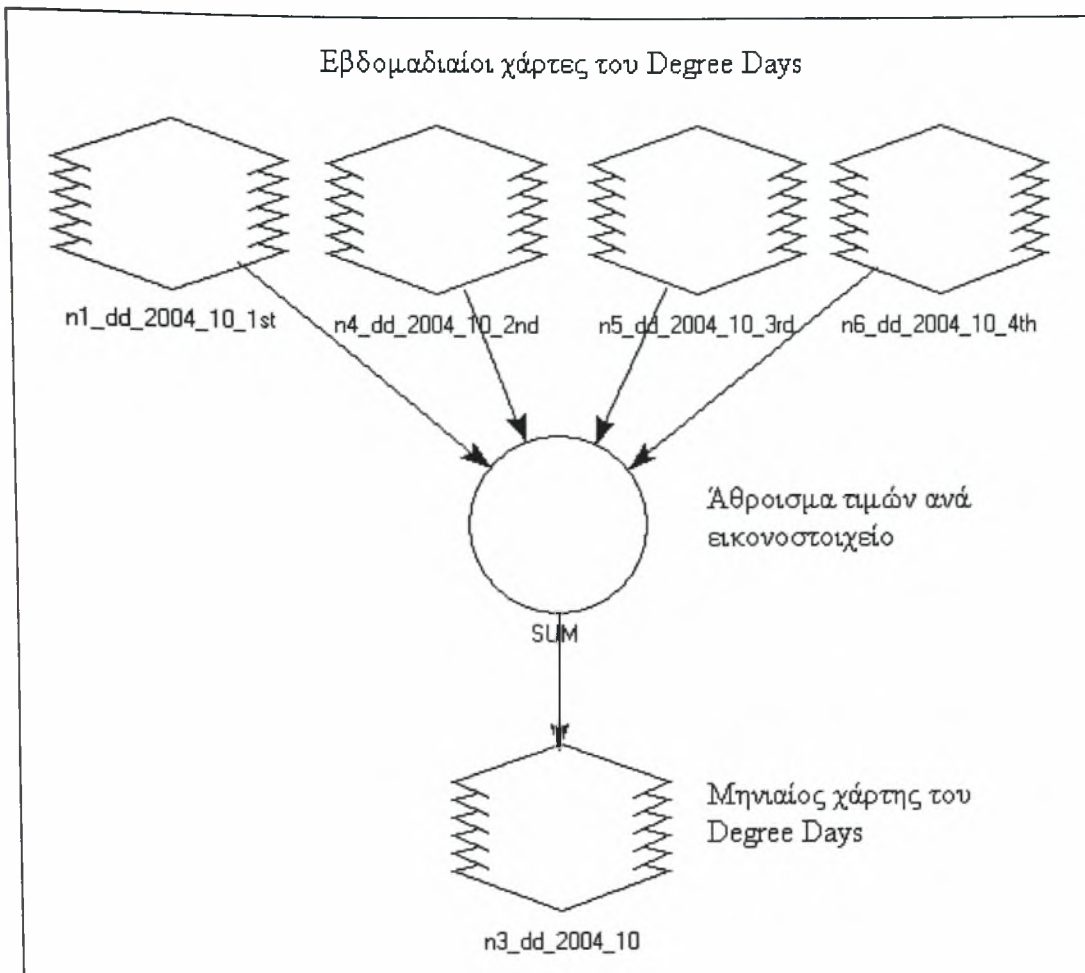 Εβδομαδιαίοι χάρτες του Degree Days
n1_dd_2004_10_1st
n4_dd_2004_10_2nd
n5_dd_2004_10_3rd
n6_dd_2004_10_4th
Άθροισμα τιμών ανά
εικονοστοιχείο
SUM
Μηνιαίος χάρτης του
Degree Days
n3_dd_2004_10